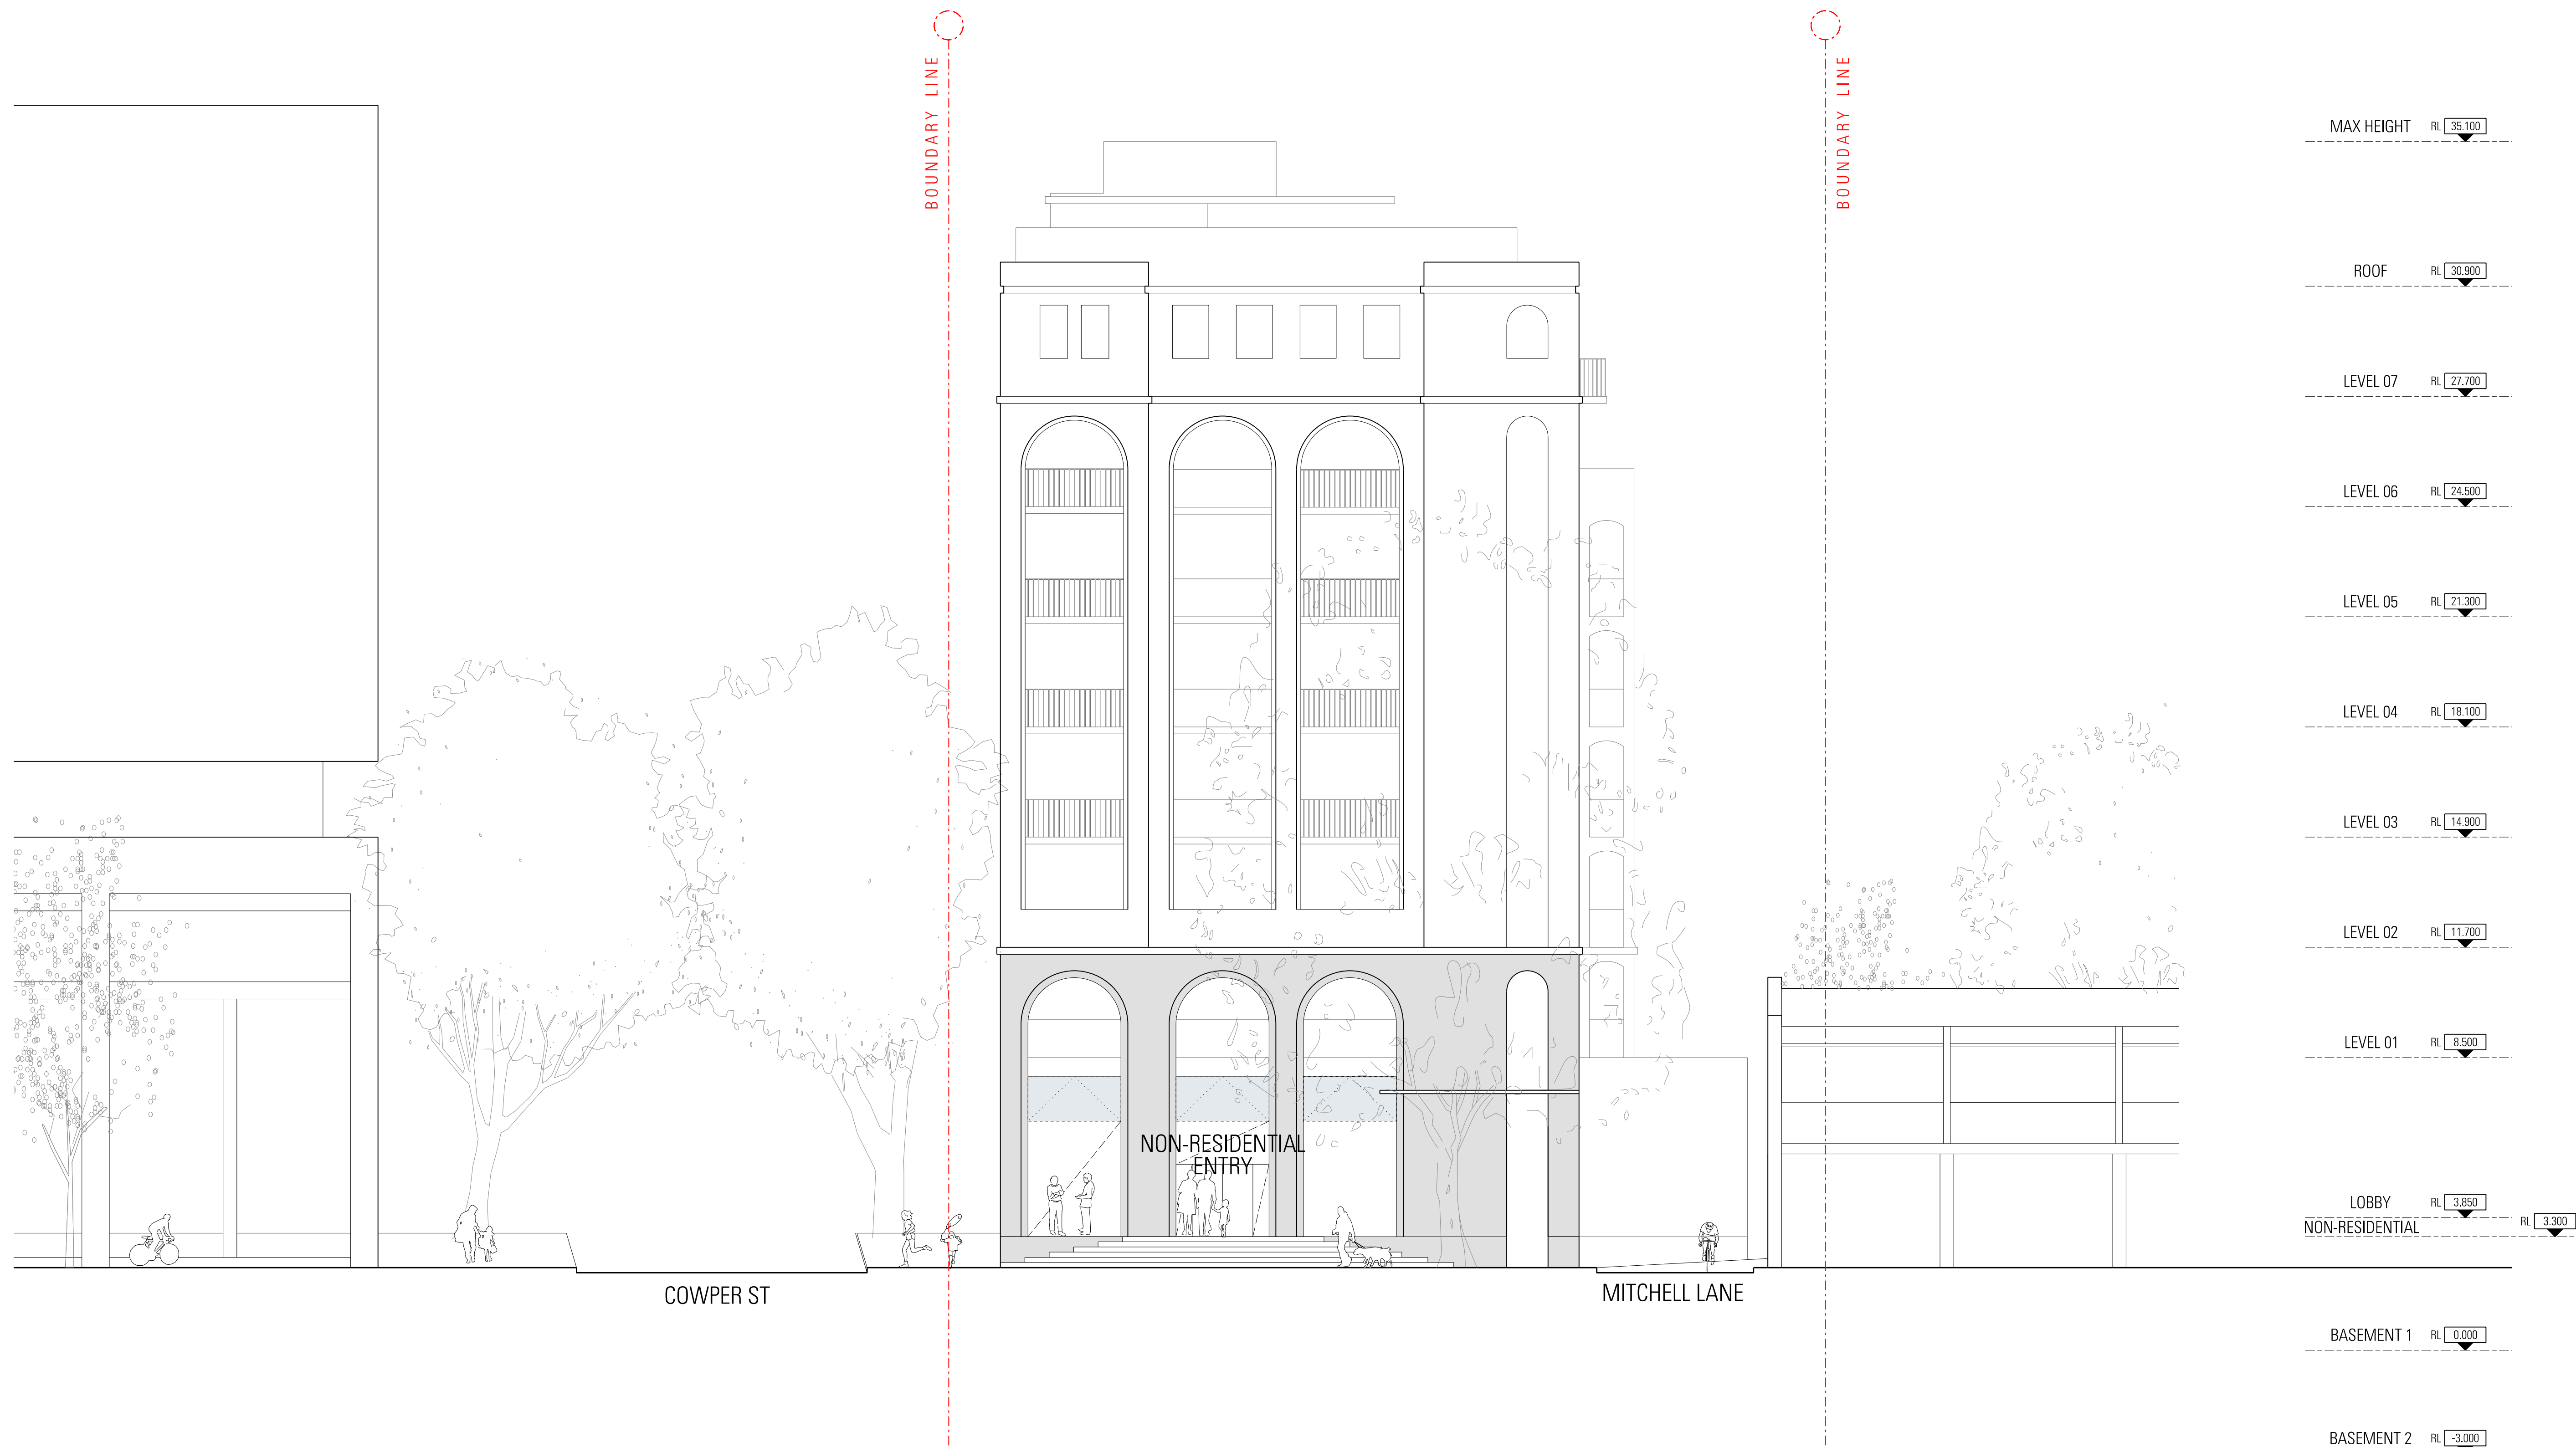 BOUNDARY LINE
BOUNDARY LINE
MAX HEIGHT RL 35.100
ROOF RL 30.900
LEVEL 07 RL 27.700
LEVEL 06 RL 24.500
LEVEL 05 RL 21.300
LEVEL 04 RL 18.100
LEVEL 03 RL 14.900
LEVEL 02 RL 11.700
LEVEL 01 RL 8.500
NON-RESIDENTIAL
ENTRY
LOBBY RL 3.850
NON-RESIDENTIAL RL 3.300
COWPER ST
MITCHELL LANE
BASEMENT 1 RL 0.000
BASEMENT 2 RL -3.000